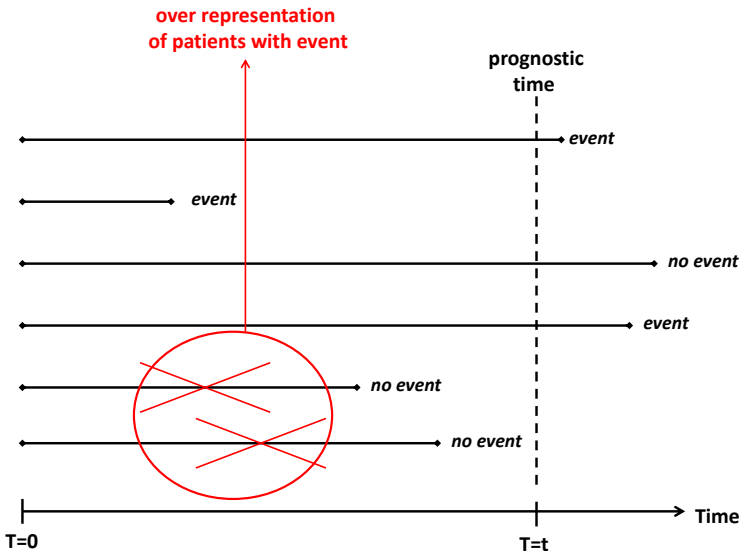 over representation
of patients with event
prognostic
time
event
event
no event
event
no event
no event
Time
T=0
T=t